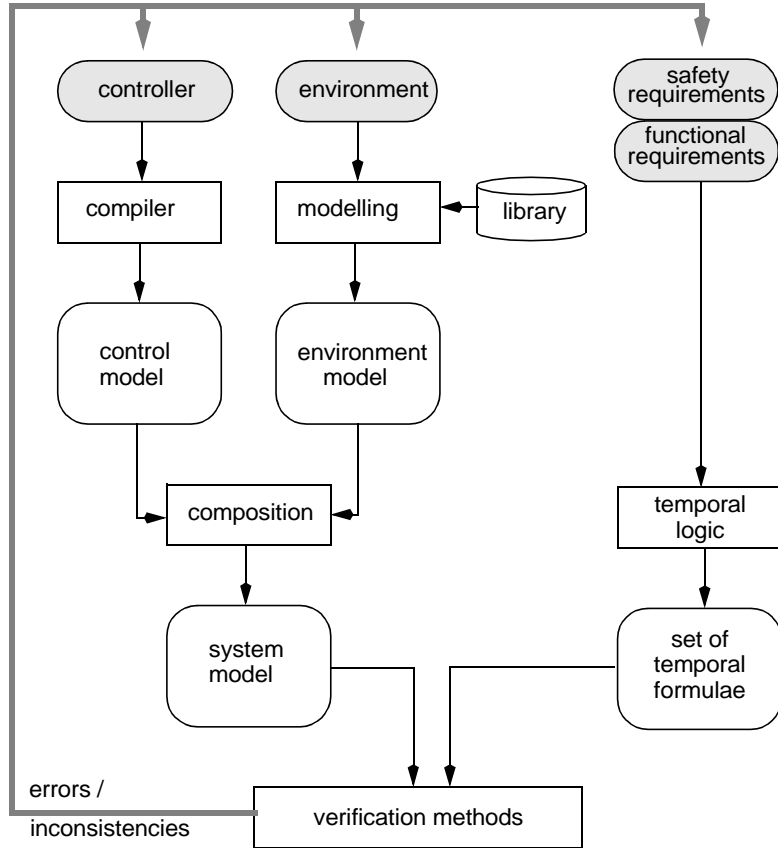 controller
environment
safety
requirements
functional
requirements
compiler
modelling
library
control
model
environment
model
composition
temporal
logic
system
model
set of
temporal
formulae
errors /
inconsistencies
verification methods